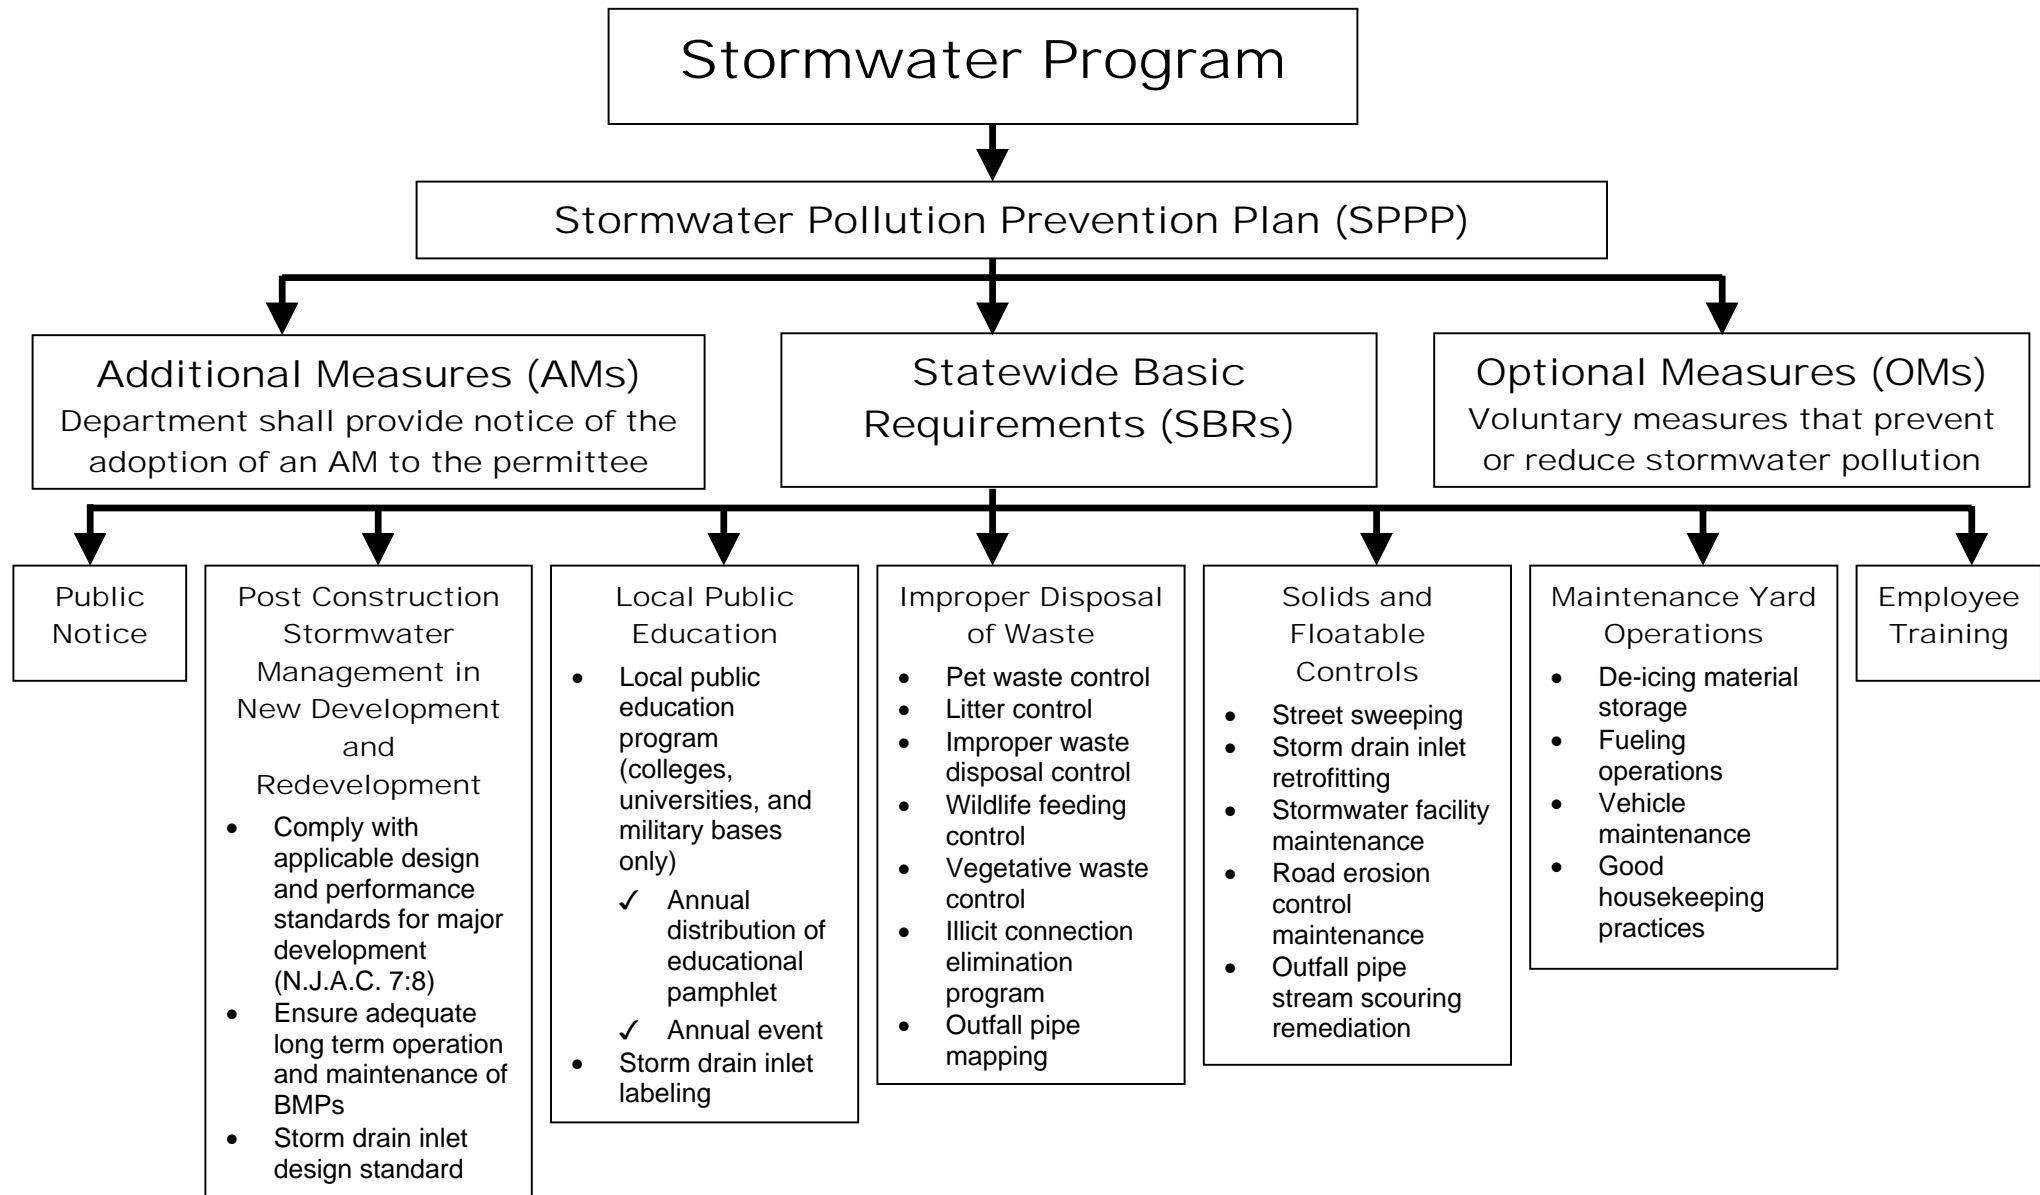 Stormwater Program
Stormwater Pollution Prevention Plan (SPPP)
Additional Measures (AMs)
Department shall provide notice of the
adoption of an AM to the permittee
Statewide Basic
Requirements (SBRs)
Optional Measures (OMs)
Voluntary measures that prevent
or reduce stormwater pollution
Public
Notice
Post Construction
Stormwater
Management in
New Development
and
Redevelopment
• Comply with
applicable design
and performance
standards for major
development
(N.J.A.C. 7:8)
• Ensure adequate
long term operation
and maintenance of
BMPs
• Storm drain inlet
design standard
Local Public
Education
• Local public
education
program
(colleges,
universities, and
military bases
only)
✓ Annual
distribution of
educational
pamphlet
✓ Annual event
• Storm drain inlet
labeling
Improper Disposal
of Waste
• Pet waste control
• Litter control
• Improper waste
disposal control
• Wildlife feeding
control
• Vegetative waste
control
• Illicit connection
elimination
program
• Outfall pipe
mapping
Solids and
Floatable
Controls
• Street sweeping
• Storm drain inlet
retrofitting
• Stormwater facility
maintenance
• Road erosion
control
maintenance
• Outfall pipe
stream scouring
remediation
Maintenance Yard
Operations
• De-icing material
storage
• Fueling
operations
• Vehicle
maintenance
• Good
housekeeping
practices
Employee
Training